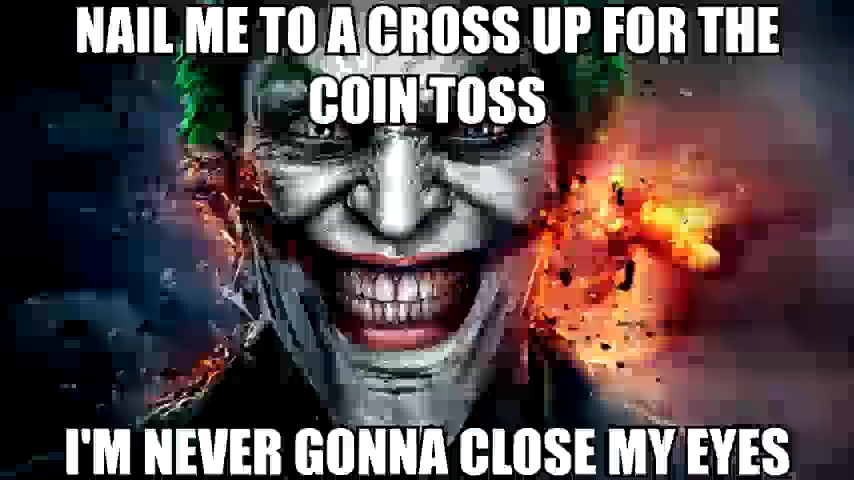 NAIL ME TO A CROSS UP FOR THE
COIN TOSS
I'M NEVER GONNA CLOSE MY EYES